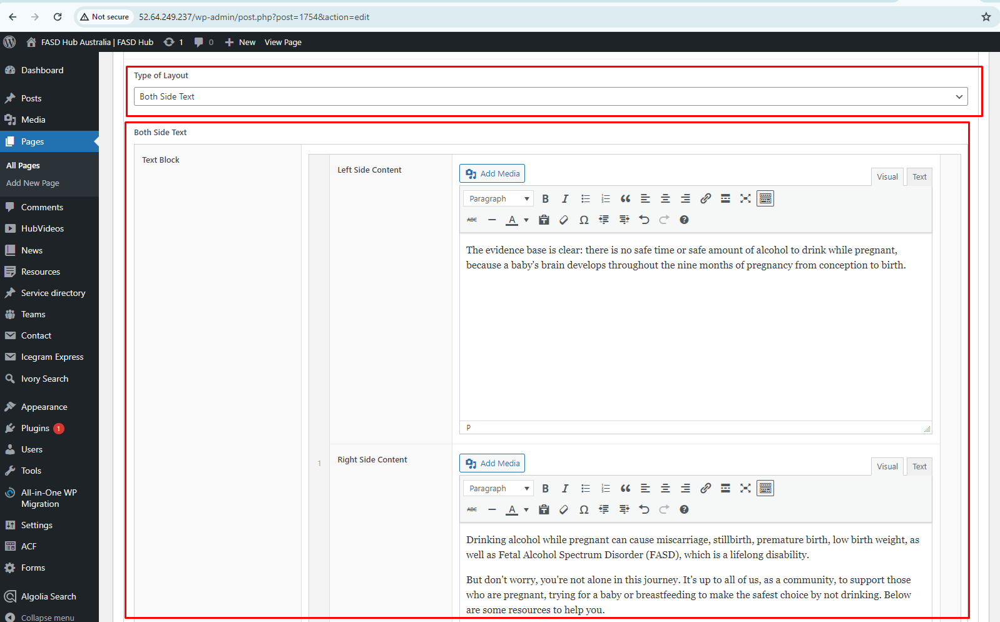 Not secure
52.64.249.237/wp-admin/post.php?post=1754&action=edit
FASD Hub Australia | FASD Hub
1
0
New
View Page
Dashboard
Posts
Media
Pages
All Pages
Add New Page
Comments
HubVideos
News
Resources
Service directory
Teams
Contact
Icegram Express
Ivory Search
Appearance
Plugins 1
Users
Tools
All-in-One WP
Migration
Settings
ACF
Forms
Algolia Search
Collapse menu
Type of Layout
Both Side Text
Both Side Text
Text Block
1
Left Side Content
Add Media
Visual
Text
Paragraph
B
I
ABC
A
Ω
The evidence base is clear: there is no safe time or safe amount of alcohol to drink while pregnant,
because a baby's brain develops throughout the nine months of pregnancy from conception to birth.
P
Right Side Content
Add Media
Visual
Text
Paragraph
B
I
ABC
A
Ω
Drinking alcohol while pregnant can cause miscarriage, stillbirth, premature birth, low birth weight, as
well as Fetal Alcohol Spectrum Disorder (FASD), which is a lifelong disability.
But don't worry, you're not alone in this journey. It's up to all of us, as a community, to support those
who are pregnant, trying for a baby or breastfeeding to make the safest choice by not drinking. Below
are some resources to help you.